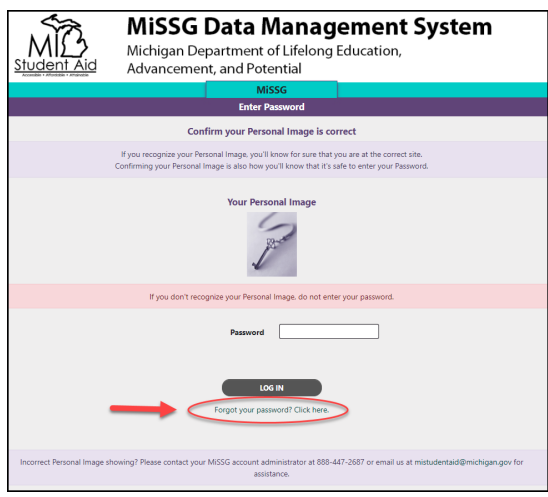 MI
Student Aid
Accessible • Affordable • Attainable
MiSSG Data Management System
Michigan Department of Lifelong Education,
Advancement, and Potential
MiSSG
Enter Password
Confirm your Personal Image is correct
If you recognize your Personal Image, you'll know for sure that you are at the correct site.
Confirming your Personal Image is also how you'll know that it's safe to enter your Password.
Your Personal Image
If you don't recognize your Personal Image, do not enter your password.
Password
LOG IN
Forgot your password? Click here.
Incorrect Personal Image showing? Please contact your MiSSG account administrator at 888-447-2687 or email us at mistudentaid@michigan.gov for
assistance.